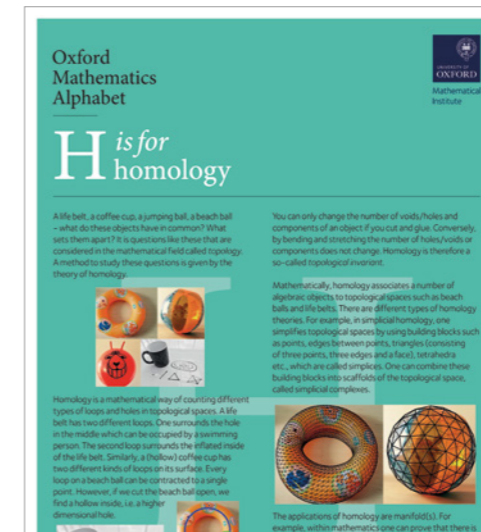 Oxford
Mathematics
Alphabet
UNIVERSITY OF
OXFORD
Mathematical
Institute
H is for
homology
A life belt, a coffee cup, a jumping ball, a beach ball
– what do these objects have in common? What
sets them apart? It is questions like these that are
considered in the mathematical field called topology.
A method to study these questions is given by the
theory of homology.
Homology is a mathematical way of counting different
types of loops and holes in topological spaces. A life
belt has two different loops. One surrounds the hole
in the middle which can be occupied by a swimming
person. The second loop surrounds the inflated inside
of the life belt. Similarly, a (hollow) coffee cup has
two different kinds of loops on its surface. Every
loop on a beach ball can be contracted to a single
point. However, if we cut the beach ball open, we
find a hollow inside, i.e, a higher
dimensional hole.
You can only change the number of voids/holes and
components of an object if you cut and glue. Conversely,
by bending and stretching the number of holes/voids or
components does not change. Homology is therefore a
so-called topological invariant.
Mathematically, homology associates a number of
algebraic objects to topological spaces such as beach
balls and life belts. There are different types of homology
theories. For example, in simplicial homology, one
simplifies topological spaces by using building blocks such
as points, edges between points, triangles (consisting
of three points, three edges and a face), tetrahedra
etc., which are called simplices. One can combine these
building blocks into scaffolds of the topological space,
called simplicial complexes.
The applications of homology are manifold(s). For
example, within mathematics one can prove that there is